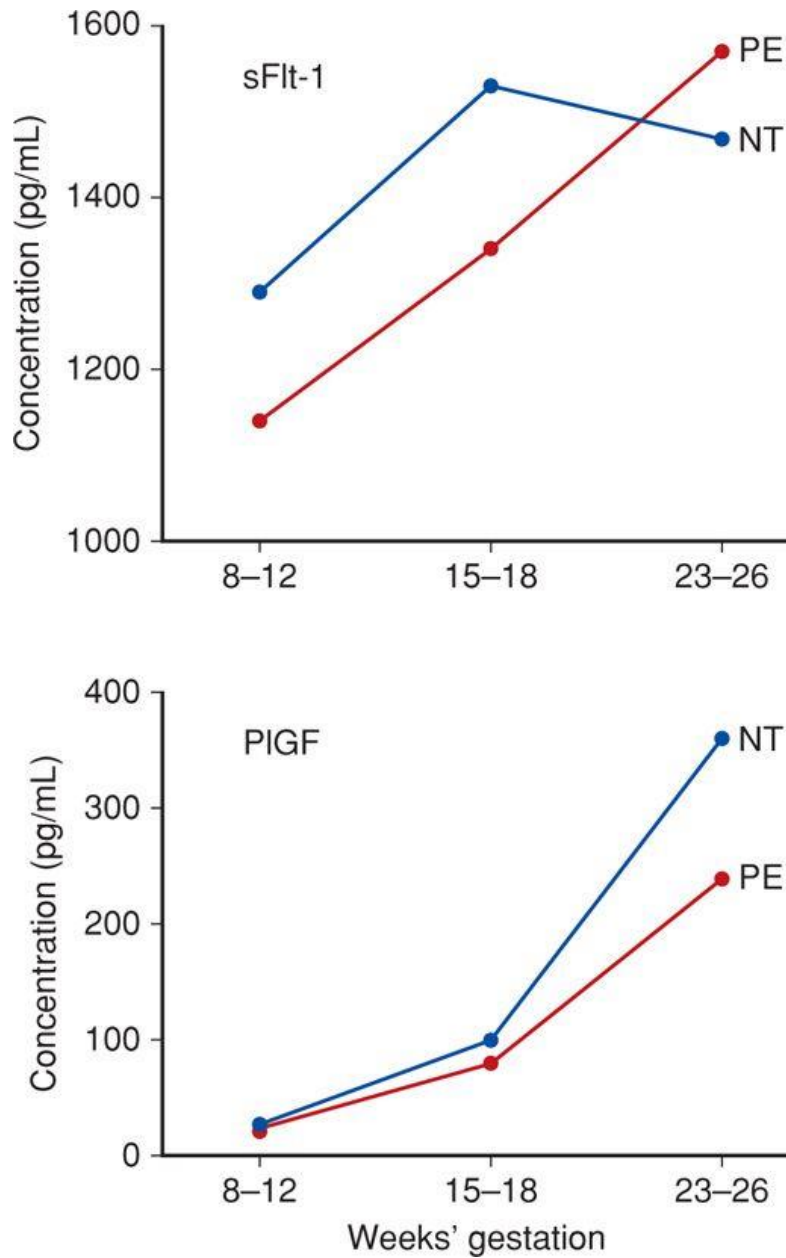 1600
PE
sFlt-1
NT
1400
1200
1000
Concentration (pg/mL)
8–12 15–18 23–26
400
PlGF
NT
300
PE
200
100
0
Concentration (pg/mL)
8–12 15–18 23–26
Weeks' gestation